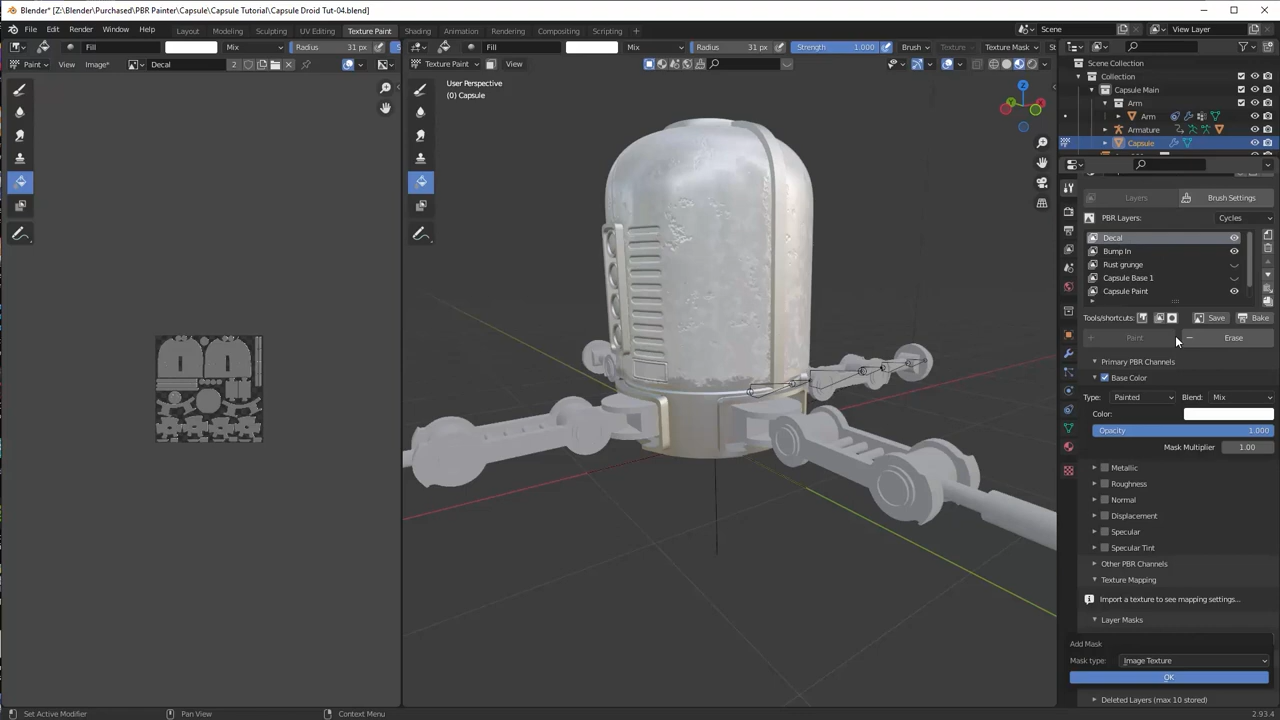 Blender* [Z:\Blender\Purchased\PBR Painter\Capsule\Capsule Tutorial\Capsule Droid Tut-04.blend]
File Edit Render Window Help Layout Modeling Sculpting UV Editing Texture Paint Shading Animation Rendering Compositing Scripting + Scene View Layer
Fill Mix Radius 31 px Fill Mix Radius 31 px Strength 1.000 Brush Texture Texture Mask
Paint View Image* Decal 2 Texture Paint View
User Perspective
(0) Capsule
Scene Collection
Collection
Capsule Main
Arm
Arm
Armature
Capsule
Layers Brush Settings
PBR Layers: Cycles
Decal
Bump In
Rust grunge
Capsule Base 1
Capsule Paint
Tools/shortcuts: Save Bake
Paint Erase
Primary PBR Channels
Base Color
Type: Painted Blend: Mix
Color:
Opacity 1.000
Mask Multiplier 1.00
Metallic
Roughness
Normal
Displacement
Specular
Specular Tint
Other PBR Channels
Texture Mapping
Import a texture to see mapping settings...
Layer Masks
Add Mask
Mask type: Image Texture
OK
Deleted Layers (max 10 stored)
Set Active Modifier Pan View Context Menu 2.93.4